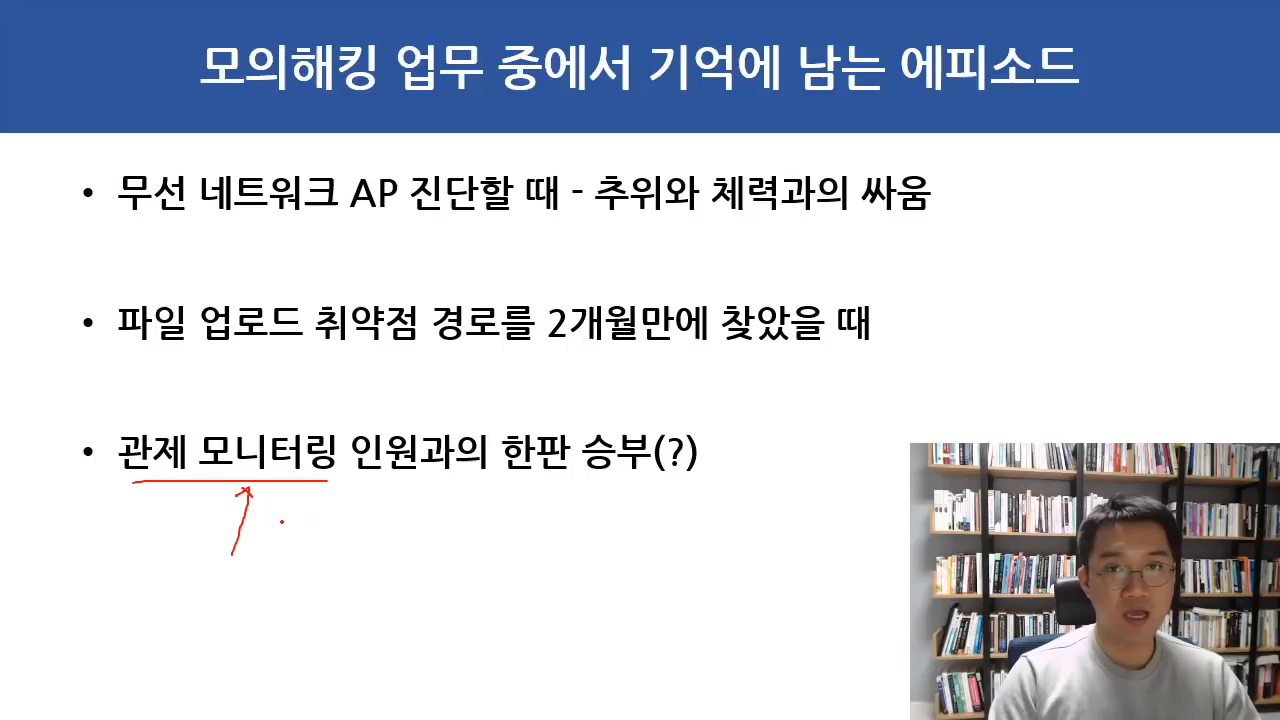 모의해킹 업무 중에서 기억에 남는 에피소드
• 무선 네트워크 AP 진단할 때 - 추위와 체력과의 싸움
• 파일 업로드 취약점 경로를 2개월만에 찾았을 때
• 관제 모니터링 인원과의 한판 승부(?)